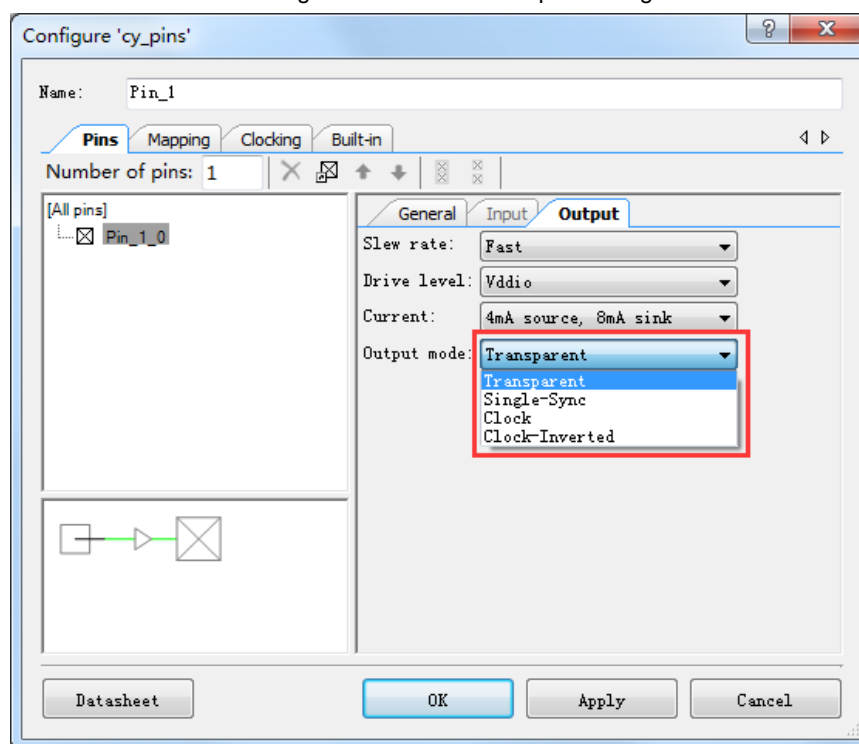 Configure 'cy_pins'
Name: Pin_1
Pins Mapping Clocking Built-in
Number of pins: 1
[All pins]
Pin_1_0
General Input Output
Slew rate: Fast
Drive level: Vddio
Current: 4mA source, 8mA sink
Output mode: Transparent
Transparent
Single-Sync
Clock
Clock-Inverted
Datasheet OK Apply Cancel